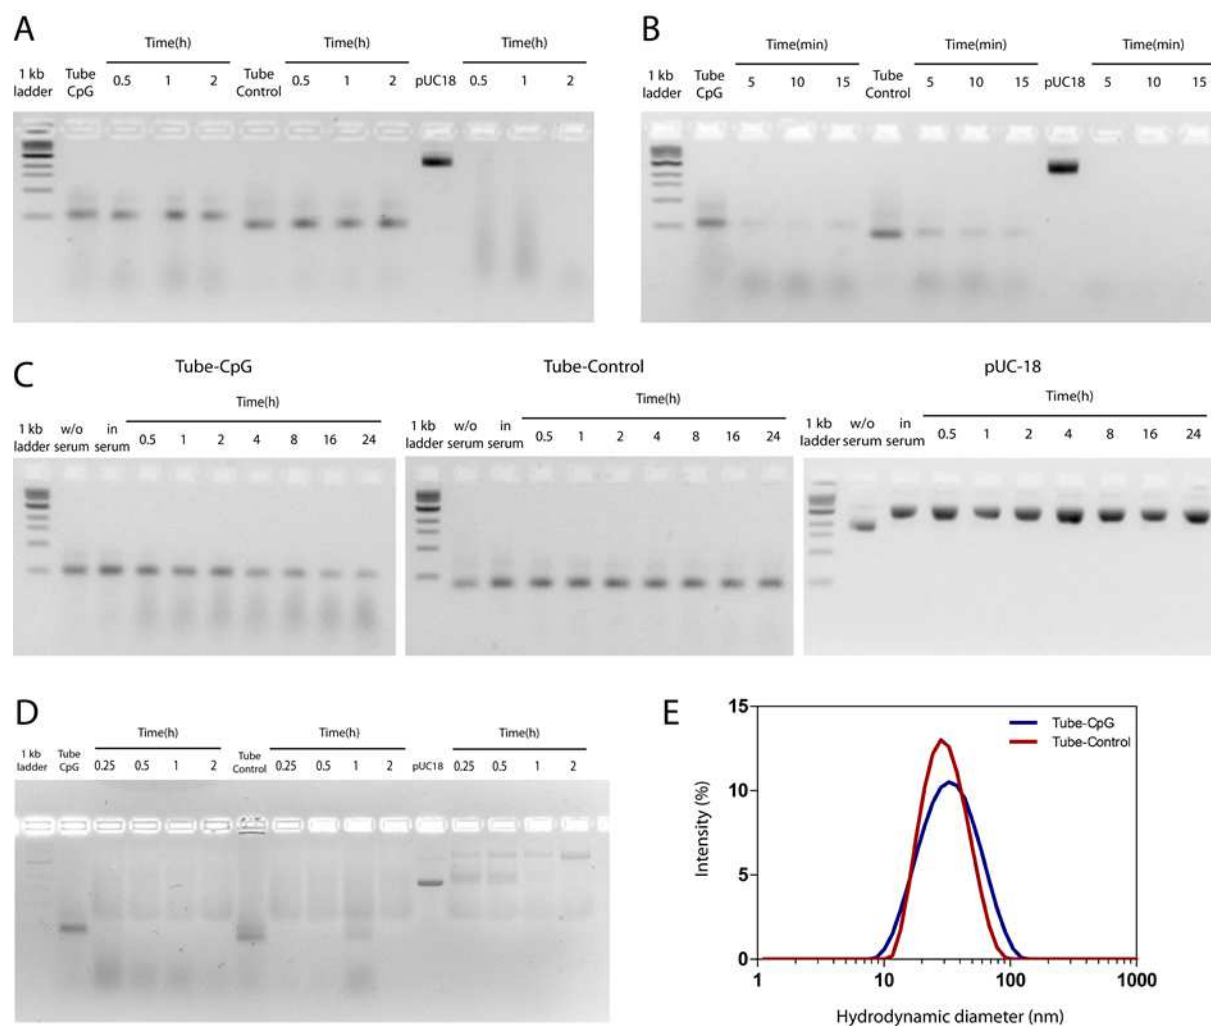 A
Time(h) Time(h) Time(h)
1 kb ladder Tube CpG 0.5 1 2 Tube Control 0.5 1 2 pUC18 0.5 1 2
B
Time(min) Time(min) Time(min)
1 kb ladder Tube CpG 5 10 15 Tube Control 5 10 15 pUC18 5 10 15
C
Tube-CpG Tube-Control pUC-18
Time(h) Time(h) Time(h)
1 kb ladder w/o serum in serum 0.5 1 2 4 8 16 24
1 kb ladder w/o serum in serum 0.5 1 2 4 8 16 24
1 kb ladder w/o serum in serum 0.5 1 2 4 8 16 24
D
Time(h) Time(h) Time(h)
1 kb ladder Tube CpG 0.25 0.5 1 2 Tube Control 0.25 0.5 1 2 pUC18 0.25 0.5 1 2
E
15
10
5
0
Intensity (%)
Tube-CpG
Tube-Control
1 10 100 1000
Hydrodynamic diameter (nm)